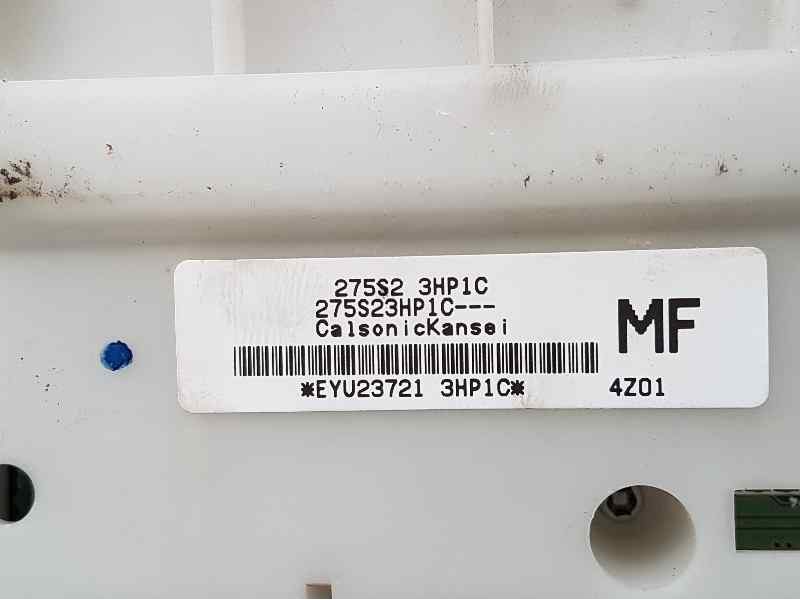 275S2 3HP1C
275S23HP1C---
CalsonicKansei
MF
*EYU23721 3HP1C*
4Z01